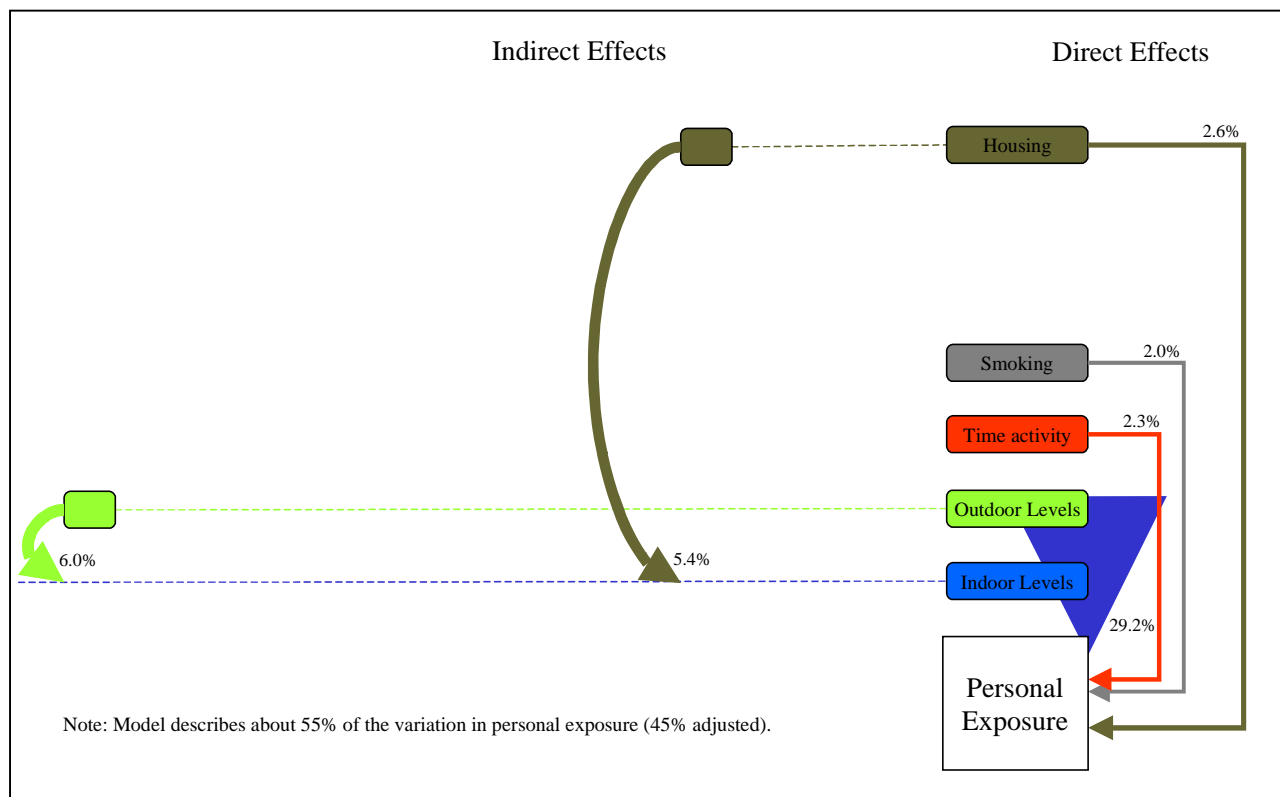 Indirect Effects
Direct Effects
2.6%
Housing
2.0%
Smoking
2.3%
Time activity
Outdoor Levels
6.0%
5.4%
Indoor Levels
29.2%
Personal
Exposure
Note: Model describes about 55% of the variation in personal exposure (45% adjusted).